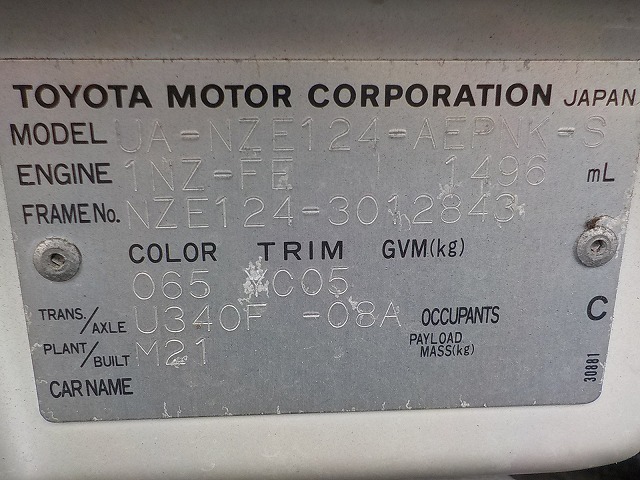 TOYOTA MOTOR CORPORATION JAPAN
MODEL UA-NZE124-AEPNK-S
ENGINE 1NZ-FE 1496 mL
FRAME No. NZE124-3012843
COLOR TRIM GVM(kg)
065 YC05
TRANS./AXLE U340F -08A OCCUPANTS C
PLANT/BUILT M21 PAYLOAD MASS(kg)
CAR NAME
30881